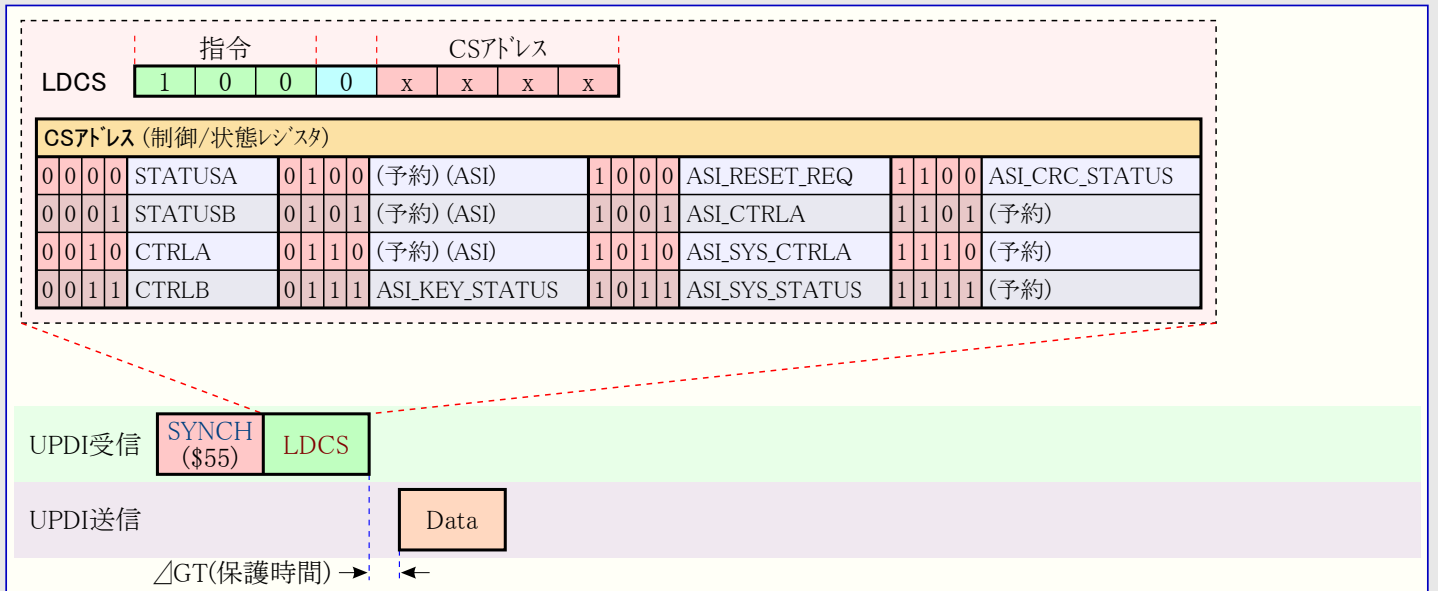 指令 CSアドレス
LDCS 1 0 0 0 x x x x
CSアドレス (制御/状態レジスタ)
0 0 0 0 STATUSA 0 1 0 0 (予約) (ASI) 1 0 0 0 ASI_RESET_REQ 1 1 0 0 ASI_CRC_STATUS
0 0 0 1 STATUSB 0 1 0 1 (予約) (ASI) 1 0 0 1 ASI_CTRLA 1 1 0 1 (予約)
0 0 1 0 CTRLA 0 1 1 0 (予約) (ASI) 1 0 1 0 ASI_SYS_CTRLA 1 1 1 0 (予約)
0 0 1 1 CTRLB 0 1 1 1 ASI_KEY_STATUS 1 0 1 1 ASI_SYS_STATUS 1 1 1 1 (予約)
UPDI受信 SYNCH
($55) LDCS
UPDI送信 Data
⊿GT(保護時間)